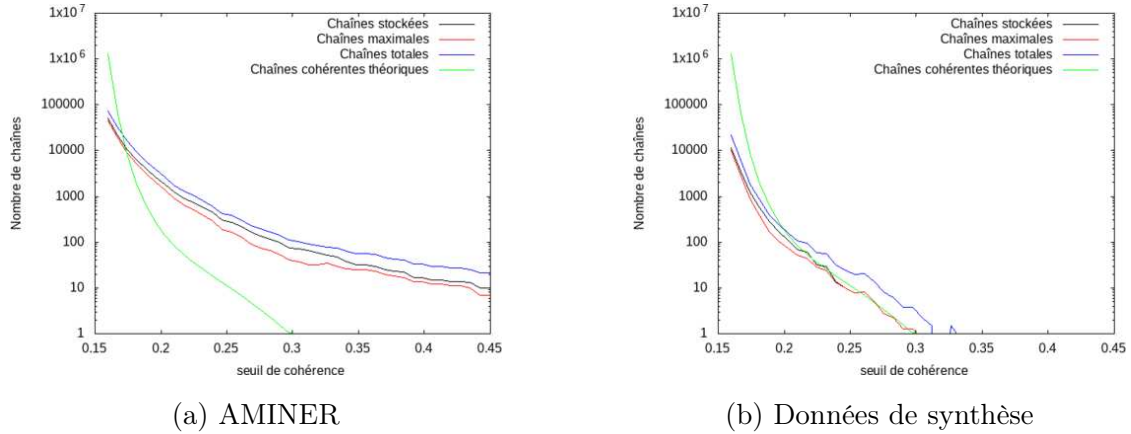 1x10^7
1x10^6
100000
10000
1000
100
10
1
0.15
0.2
0.25
0.3
0.35
0.4
0.45
Nombre de chaînes
seuil de cohérence
Chaînes stockées
Chaînes maximales
Chaînes totales
Chaînes cohérentes théoriques
(a) AMINER
1x10^7
1x10^6
100000
10000
1000
100
10
1
0.15
0.2
0.25
0.3
0.35
0.4
0.45
Nombre de chaînes
seuil de cohérence
Chaînes stockées
Chaînes maximales
Chaînes totales
Chaînes cohérentes théoriques
(b) Données de synthèse